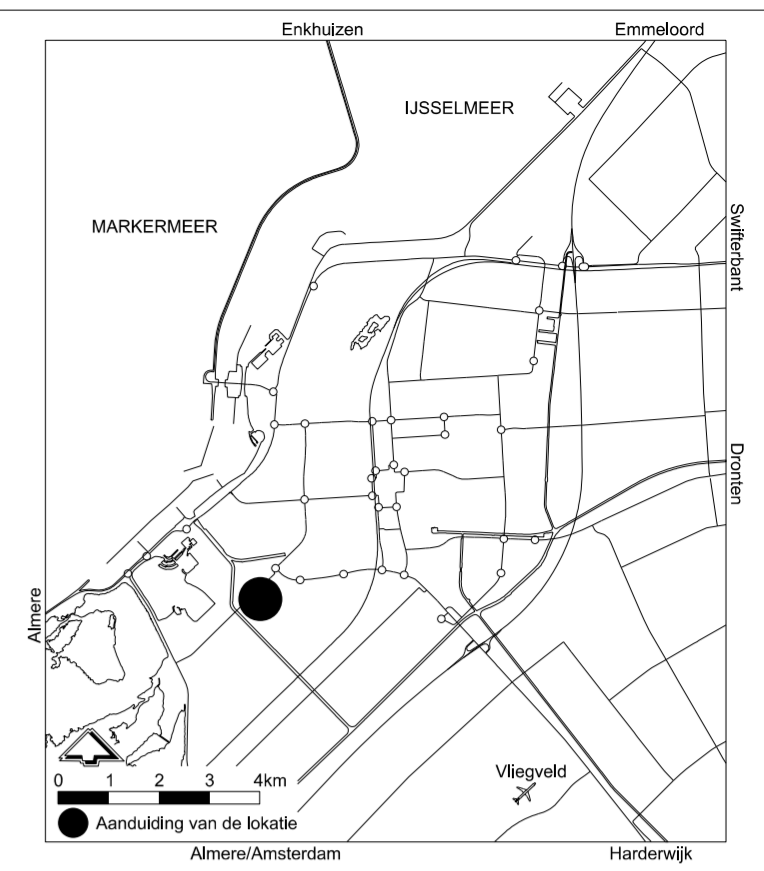 Enkhuizen
Emmeloord
IJSSELMEER
MARKERMEER
Swifterbant
Dronten
Almere
Vliegveld
0 1 2 3 4km
Aanduiding van de lokatie
Almere/Amsterdam
Harderwijk